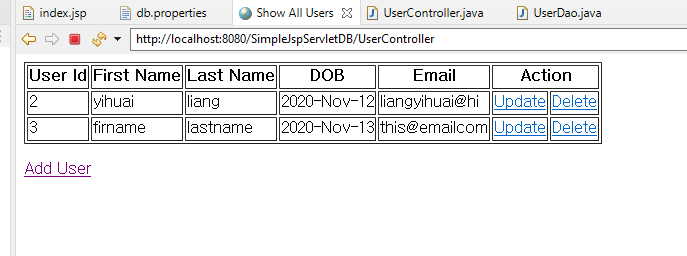 index.jsp db.properties Show All Users UserController.java UserDao.java
http://localhost:8080/SimpleJspServletDB/UserController
User Id First Name Last Name DOB Email Action
2 yihuai liang 2020-Nov-12 liangyihuai@hi Update Delete
3 firname lastname 2020-Nov-13 this@emailcom Update Delete
Add User